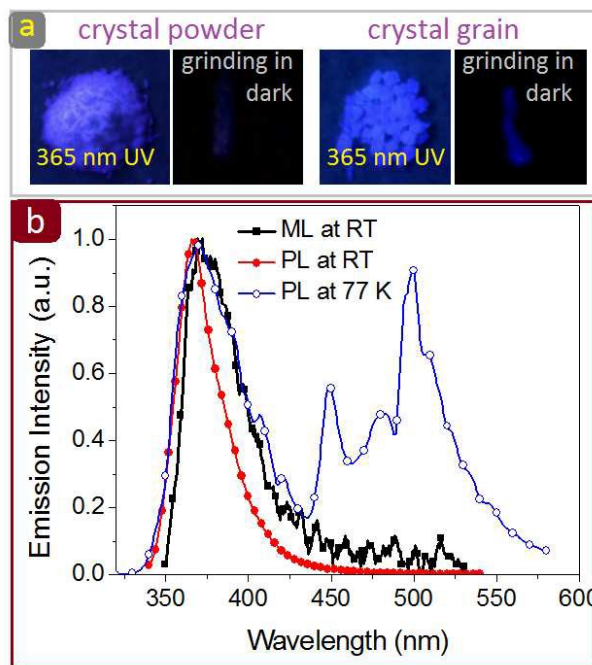 a
crystal powder
crystal grain
grinding in
dark
grinding in
dark
365 nm UV
365 nm UV
b
ML at RT
PL at RT
PL at 77 K
1.0
0.8
0.6
0.4
0.2
0.0
Emission Intensity (a.u.)
350
400
450
500
550
600
Wavelength (nm)